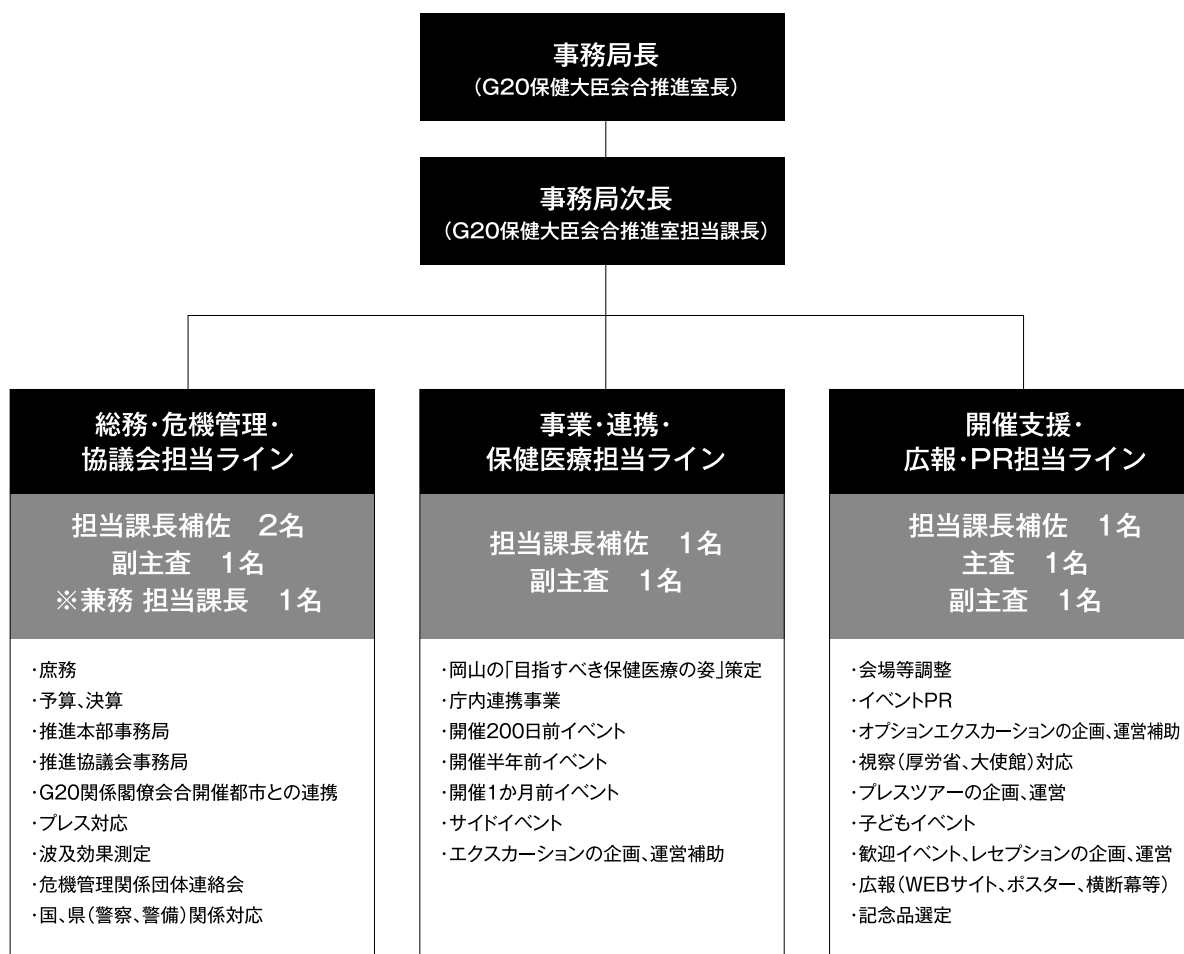 事務局長
（G20保健大臣会合推進室長）
事務局次長
（G20保健大臣会合推進室担当課長）
総務・危機管理・
協議会担当ライン
担当課長補佐　2名
副主査　1名
※兼務 担当課長　1名
・庶務
・予算、決算
・推進本部事務局
・推進協議会事務局
・G20関係閣僚会合開催都市との連携
・プレス対応
・波及効果測定
・危機管理関係団体連絡会
・国、県（警察、警備）関係対応
事業・連携・
保健医療担当ライン
担当課長補佐　1名
副主査　1名
・岡山の「目指すべき保健医療の姿」策定
・庁内連携事業
・開催200日前イベント
・開催半年前イベント
・開催1か月前イベント
・サイドイベント
・エクスカーションの企画、運営補助
開催支援・
広報・PR担当ライン
担当課長補佐　1名
主査　1名
副主査　1名
・会場等調整
・イベントPR
・オプションエクスカーションの企画、運営補助
・視察（厚労省、大使館）対応
・プレスツアーの企画、運営
・子どもイベント
・歓迎イベント、レセプションの企画、運営
・広報（WEBサイト、ポスター、横断幕等）
・記念品選定